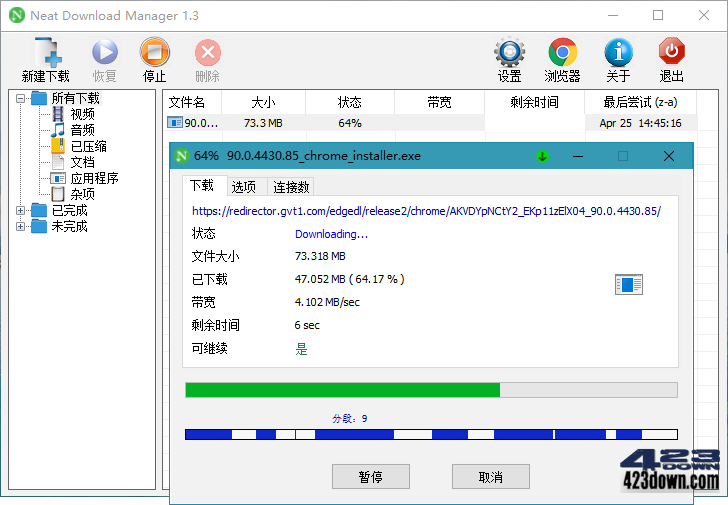 Neat Download Manager 1.3
新建下载 恢复 停止 删除 设置 浏览器 关于 退出
所有下载
视频
音频
已压缩
文档
应用程序
杂项
已完成
未完成
文件名 大小 状态 带宽 剩余时间 最后尝试 (z-a)
90.0... 73.3 MB 64% Apr 25 14:45:16
64% 90.0.4430.85_chrome_installer.exe
下载 选项 连接数
https://redirector.gvt1.com/edgedl/release2/chrome/AKVDYpNCtY2_EKp11zElX04_90.0.4430.85/
状态 Downloading...
文件大小 73.318 MB
已下载 47.052 MB ( 64.17 % )
带宽 4.102 MB/sec
剩余时间 6 sec
可继续 是
分段: 9
暂停 取消
423
DOWN
423down.com